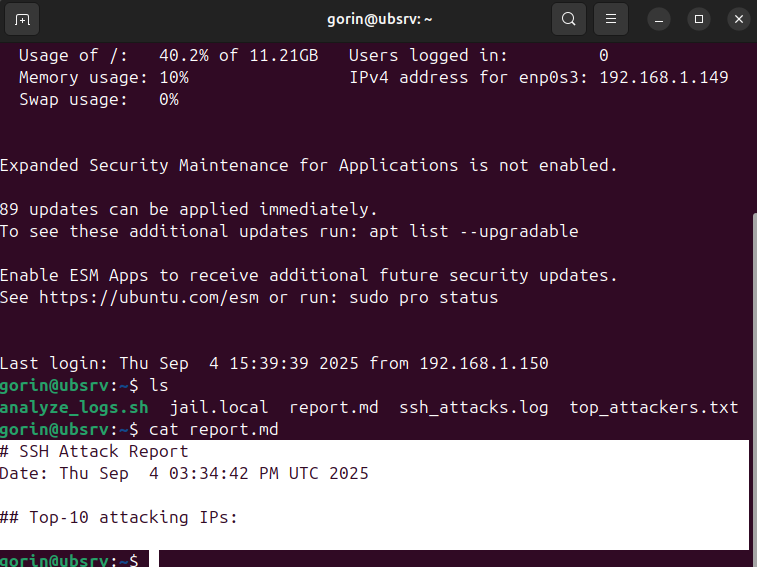 gorin@ubsrv: ~
Usage of /: 40.2% of 11.21GB Users logged in: 0
Memory usage: 10% IPv4 address for enp0s3: 192.168.1.149
Swap usage: 0%
Expanded Security Maintenance for Applications is not enabled.
89 updates can be applied immediately.
To see these additional updates run: apt list --upgradable
Enable ESM Apps to receive additional future security updates.
See https://ubuntu.com/esm or run: sudo pro status
Last login: Thu Sep  4 15:39:39 2025 from 192.168.1.150
gorin@ubsrv:~$ ls
analyze_logs.sh  jail.local  report.md  ssh_attacks.log  top_attackers.txt
gorin@ubsrv:~$ cat report.md
# SSH Attack Report
Date: Thu Sep  4 03:34:42 PM UTC 2025
## Top-10 attacking IPs:
gorin@ubsrv:~$